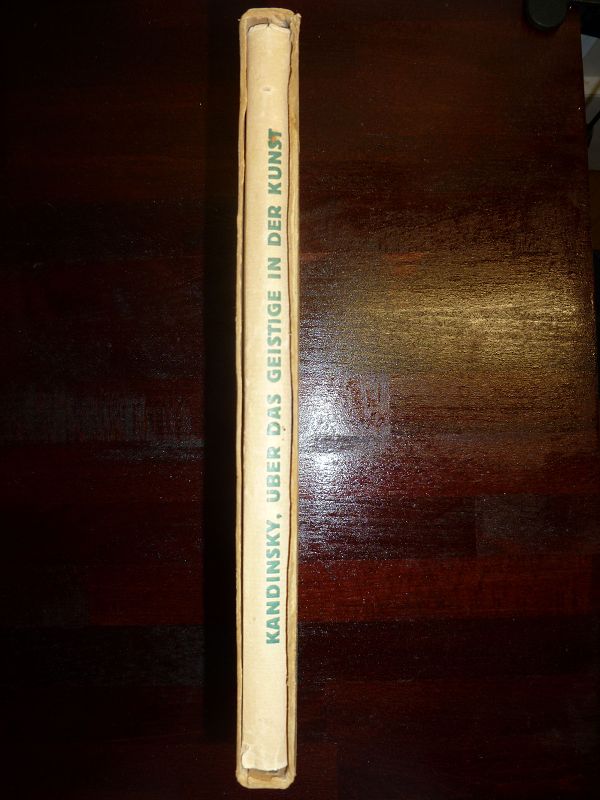 KANDINSKY, ÜBER DAS GEISTIGE IN DER KUNST